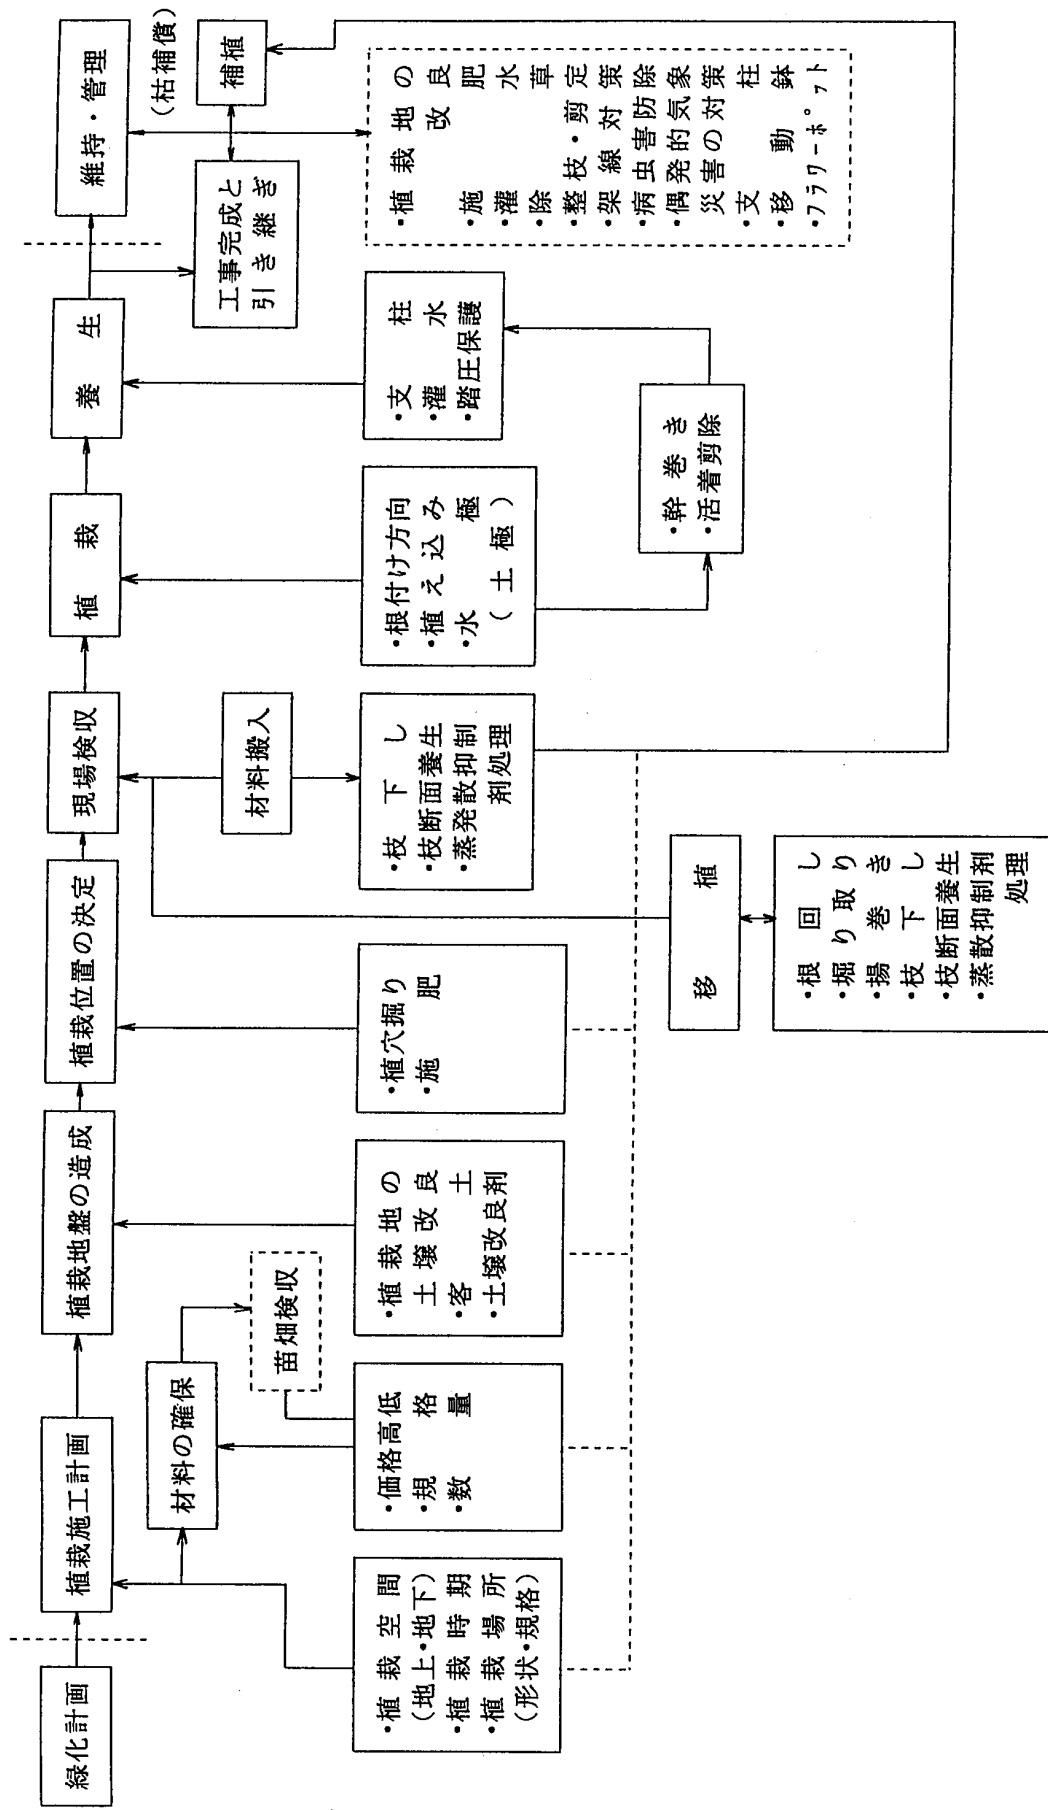 緑化計画
植栽施工計画
植栽地盤の造成
植栽位置の決定
現場検収
植栽
養生
維持・管理
(枯補償)
材料の確保
苗畑検収
材料搬入
工事完成と
引き継ぎ
補植
・植栽空間
(地上・地下)
・植栽時期
・植栽場所
(形状・規格)
・価格高低
・規格
・数量
・植栽地の
土壌改良
・客土
・土壌改良剤
・植穴掘り
・施肥
・枝下し
・枝断面養生
・蒸発散抑制
剤処理
・根付け方向
・植え込み
・水極
(土極)
・支柱
・灌水
・踏圧保護
・植栽地の
改良
・施肥
・灌水
・除草
・整枝・剪定
・架線対策
・病虫害防除
・偶発的気象
災害の対策
・支柱
・移動鉢
・フラワーポット
・幹巻き
・活着剪除
移植
・根回し
・堀り取り
・揚巻き
・枝下し
・枝断面養生
・蒸散抑制剤
処理